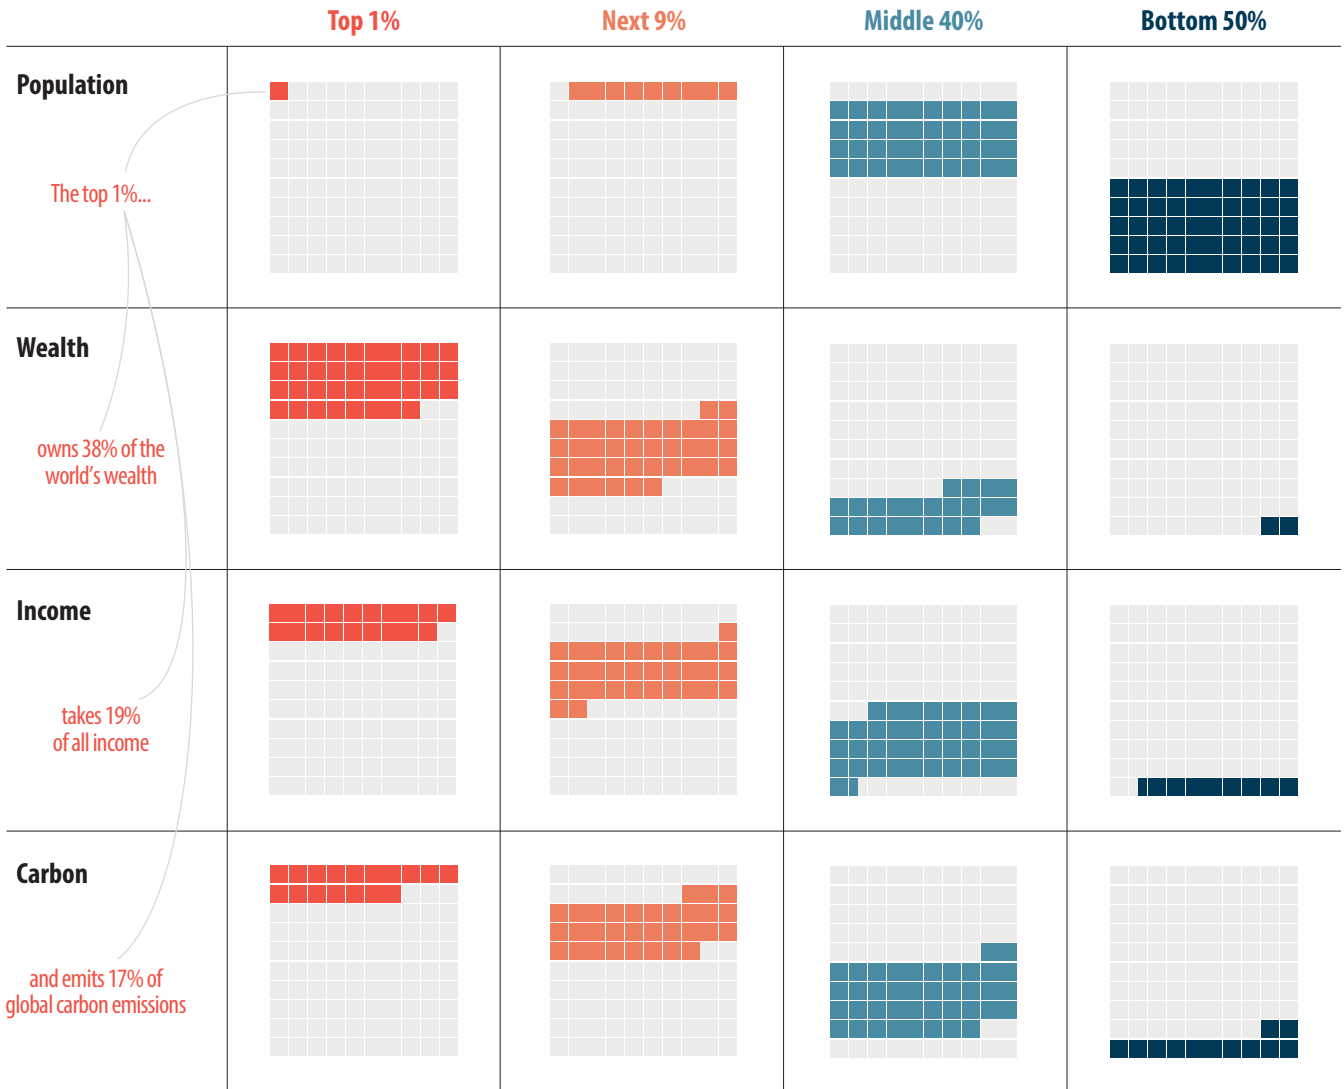 Top 1%
Next 9%
Middle 40%
Bottom 50%
Population
The top 1%...
Wealth
owns 38% of the
world's wealth
Income
takes 19%
of all income
Carbon
and emits 17% of
global carbon emissions